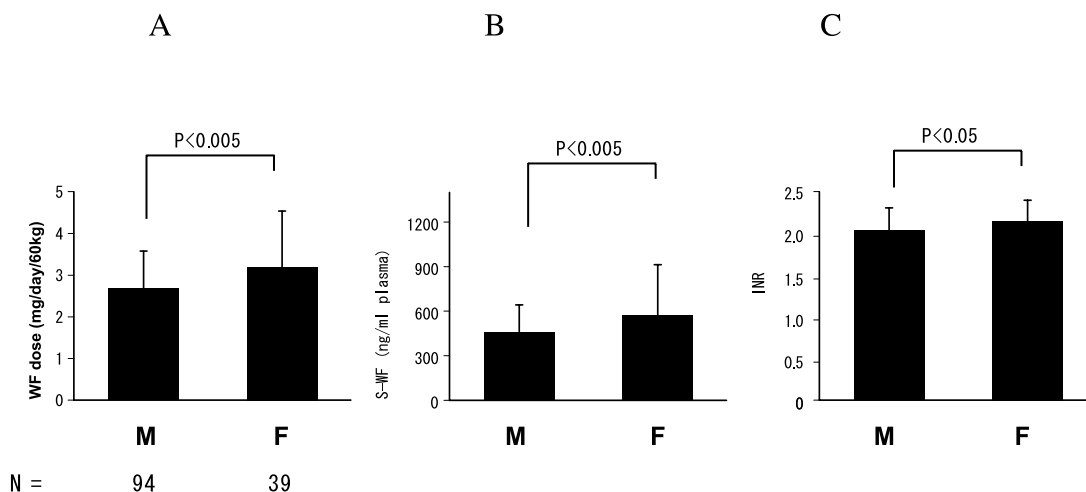 A
B
C
P<0.005
P<0.005
P<0.05
WF dose (mg/day/60kg)
5
4
3
2
1
0
M
F
S-WF (ng/ml plasma)
1200
900
600
300
0
M
F
INR
2.5
2.0
1.5
1.0
0.5
0
M
F
N = 94 39